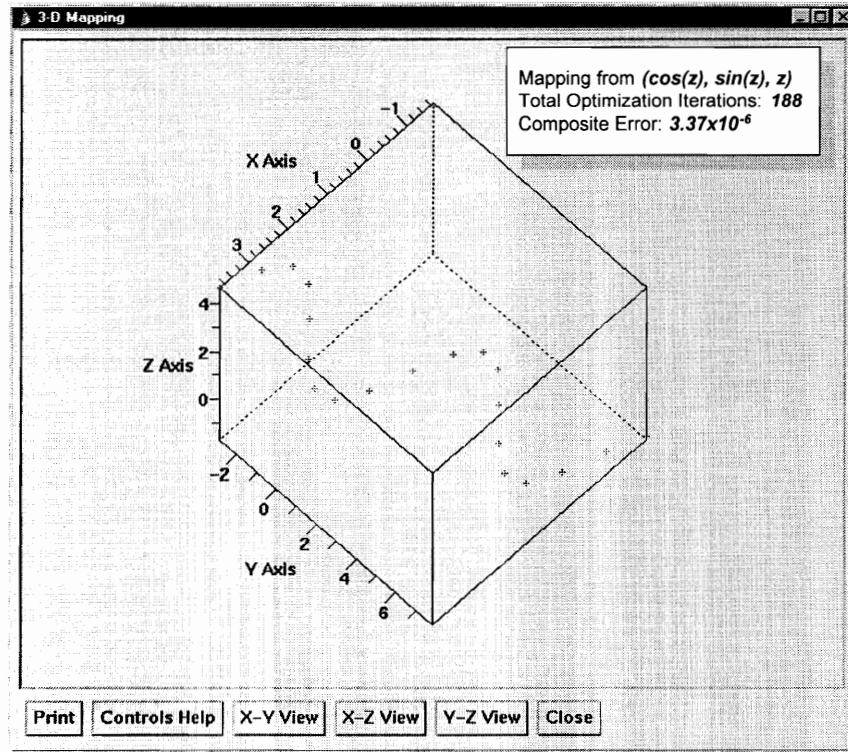 3-D Mapping
Mapping from (cos(z), sin(z), z)
Total Optimization Iterations: 188
Composite Error: 3.37x10-6
-1
0
X Axis
1
2
3
4
2
Z Axis
0
-2
0
2
Y Axis
4
6
Print
Controls Help
X-Y View
X-Z View
Y-Z View
Close